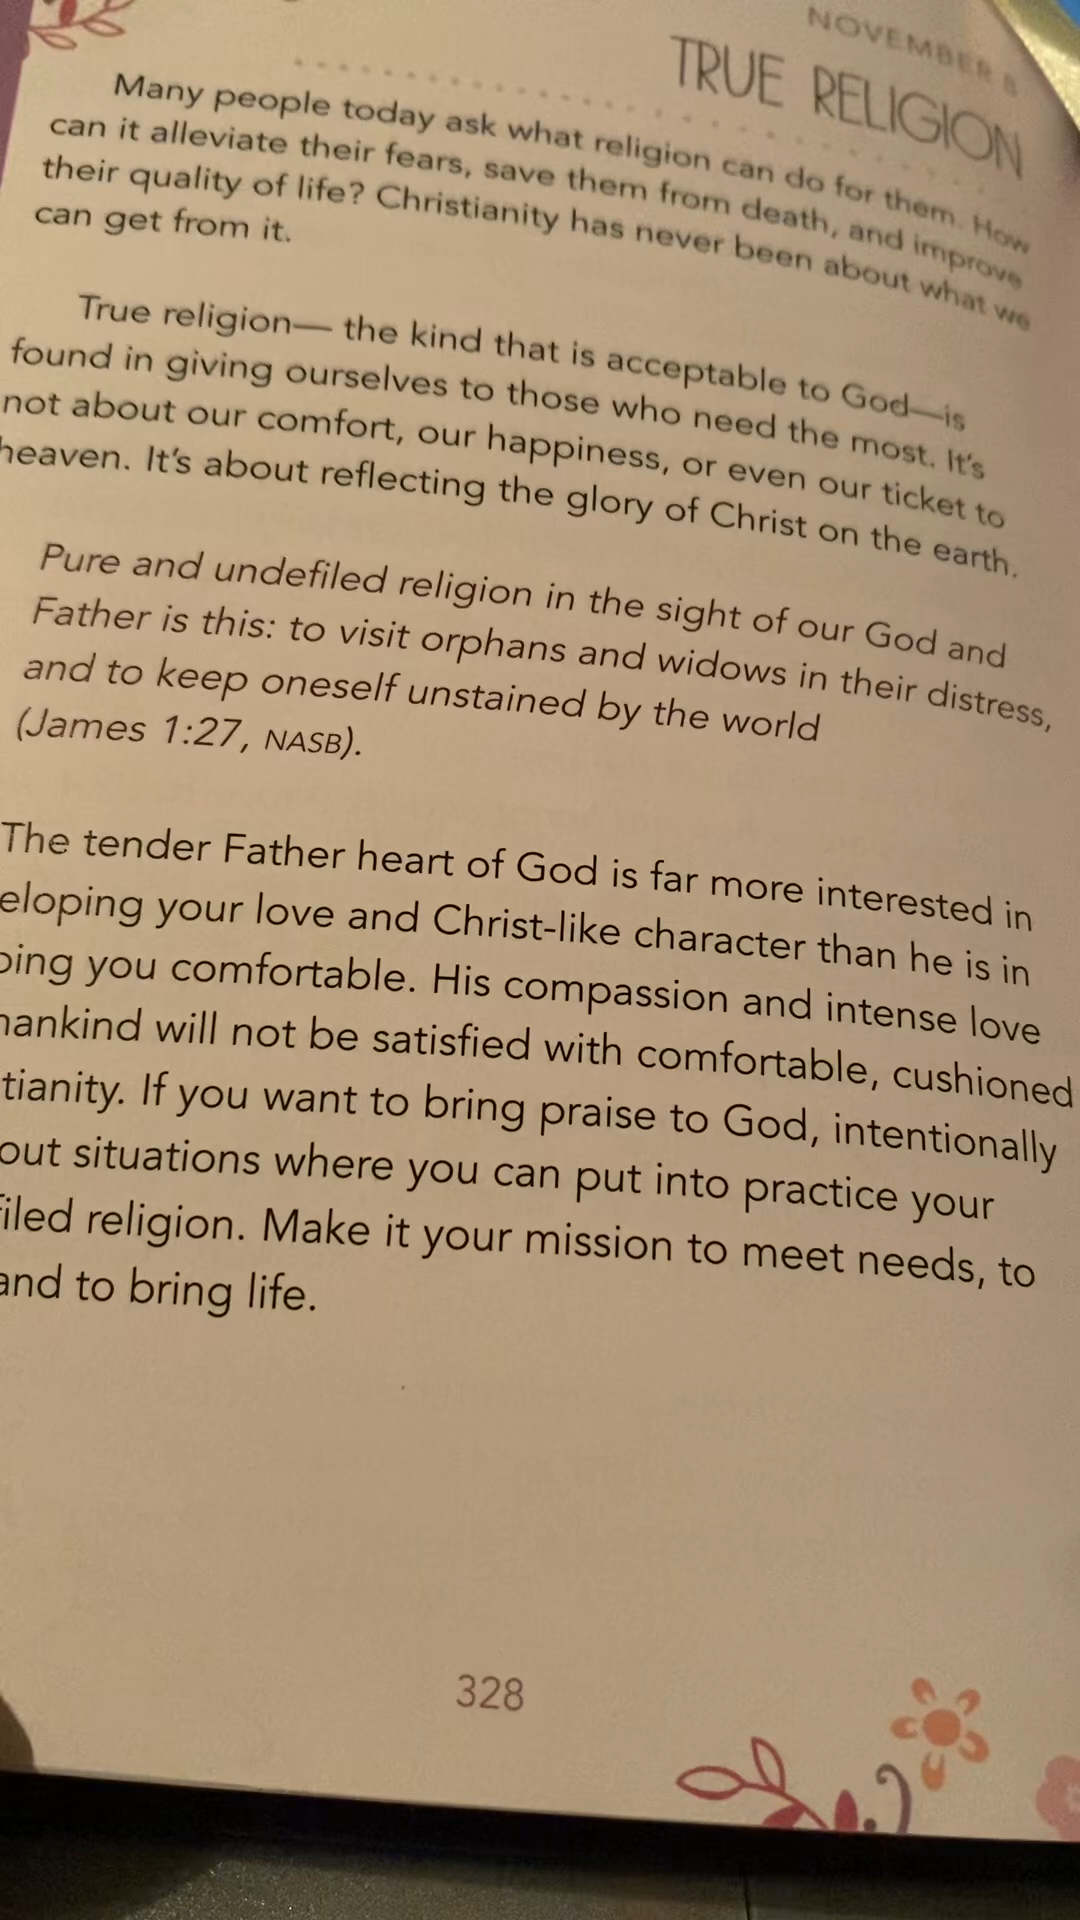 NOVEMBER 8
TRUE RELIGION
Many people today ask what religion can do for them. How
can it alleviate their fears, save them from death, and improve
their quality of life? Christianity has never been about what we
can get from it.
True religion— the kind that is acceptable to God—is
found in giving ourselves to those who need the most. It's
not about our comfort, our happiness, or even our ticket to
heaven. It's about reflecting the glory of Christ on the earth.
Pure and undefiled religion in the sight of our God and
Father is this: to visit orphans and widows in their distress,
and to keep oneself unstained by the world
(James 1:27, NASB).
The tender Father heart of God is far more interested in
eloping your love and Christ-like character than he is in
ping you comfortable. His compassion and intense love
mankind will not be satisfied with comfortable, cushioned
tianity. If you want to bring praise to God, intentionally
out situations where you can put into practice your
filed religion. Make it your mission to meet needs, to
and to bring life.
328